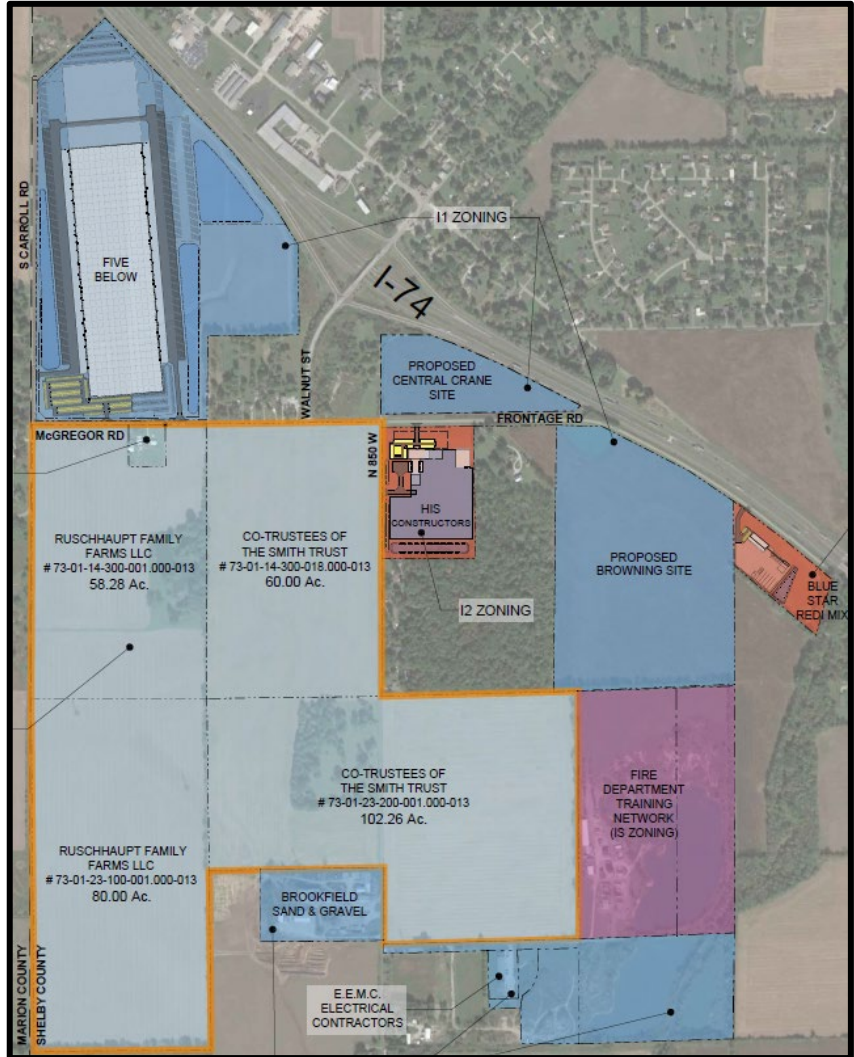 S CARROLL RD
FIVE
BELOW
I1 ZONING
I-74
WALNUT ST
PROPOSED
CENTRAL CRANE
SITE
FRONTAGE RD
McGREGOR RD
N 850 W
RUSCHHAUPT FAMILY
FARMS LLC
# 73-01-14-300-001.000-013
58.28 Ac.
CO-TRUSTEES OF
THE SMITH TRUST
# 73-01-14-300-018.000-013
60.00 Ac.
HIS
CONSTRUCTORS
I2 ZONING
PROPOSED
BROWNING SITE
BLUE
STAR
REDI MIX
CO-TRUSTEES OF
THE SMITH TRUST
# 73-01-23-200-001.000-013
102.26 Ac.
FIRE
DEPARTMENT
TRAINING
NETWORK
(IS ZONING)
RUSCHHAUPT FAMILY
FARMS LLC
# 73-01-23-100-001.000-013
80.00 Ac.
BROOKFIELD
SAND & GRAVEL
E.E.M.C.
ELECTRICAL
CONTRACTORS
MARION COUNTY
SHELBY COUNTY